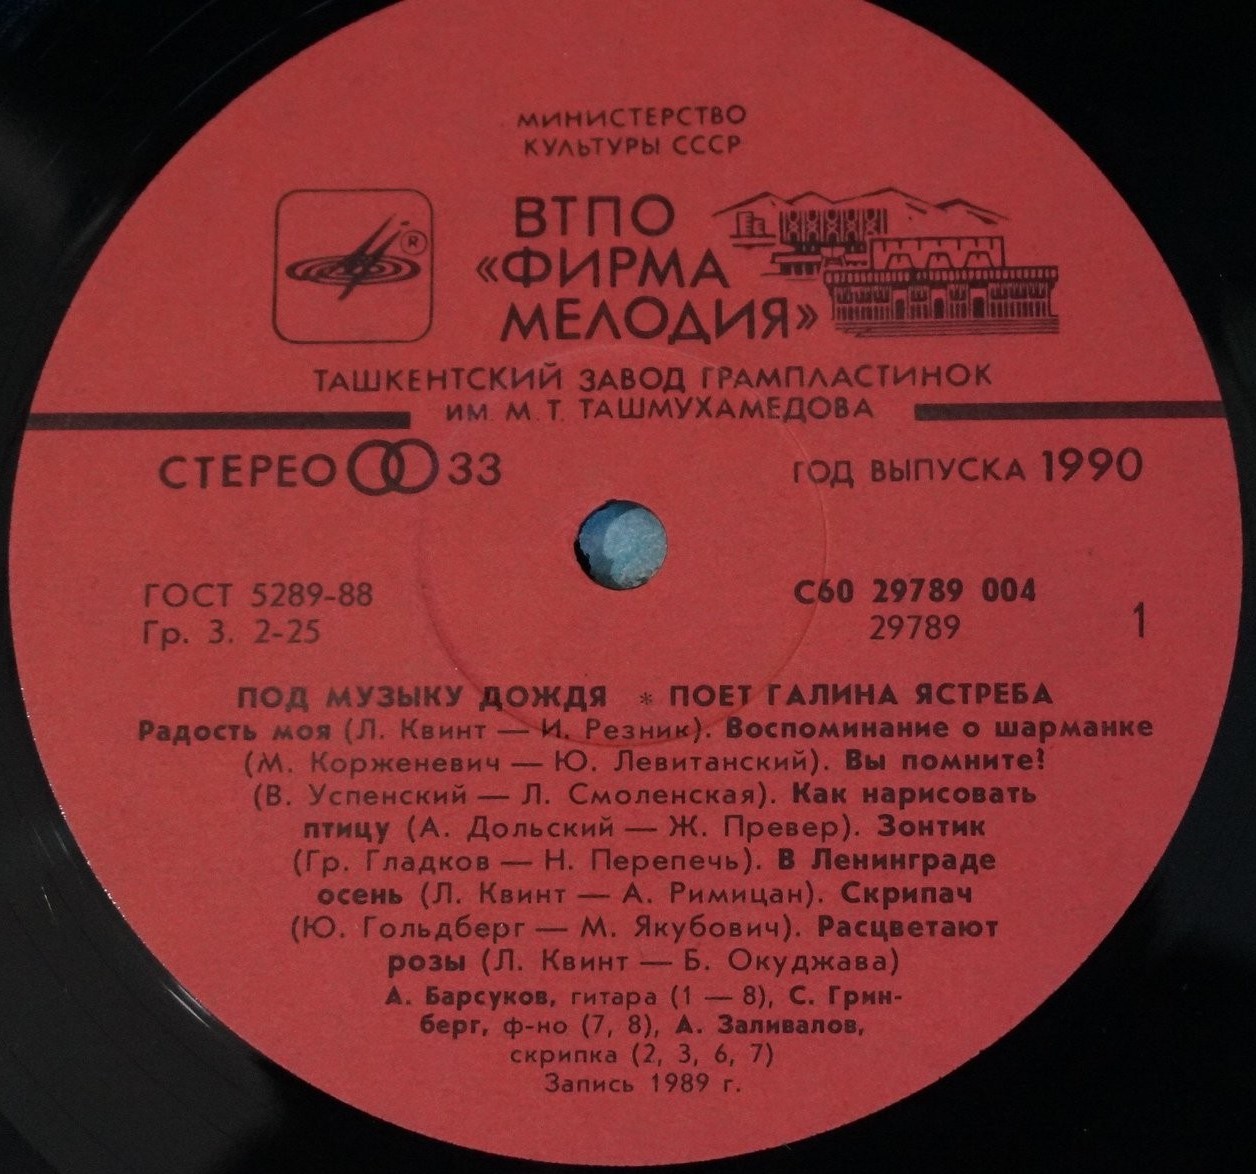 МИНИСТЕРСТВО
КУЛЬТУРЫ СССР
ВТПО
«ФИРМА
МЕЛОДИЯ»
®
ТАШКЕНТСКИЙ ЗАВОД ГРАМПЛАСТИНОК
ИМ. М. Т. ТАШМУХАМЕДОВА
СТЕРЕО 33
ГОД ВЫПУСКА 1990
ГОСТ 5289-88
Гр. 3. 2-25
С60 29789 004
29789
1
ПОД МУЗЫКУ ДОЖДЯ * ПОЕТ ГАЛИНА ЯСТРЕБА
Радость моя (Л. Квинт — И. Резник). Воспоминание о шарманке
(М. Корженевич — Ю. Левитанский). Вы помните?
(В. Успенский — Л. Смоленская). Как нарисовать
птицу (А. Дольский — Ж. Превер). Зонтик
(Гр. Гладков — Н. Перепечь). В Ленинграде
осень (Л. Квинт — А. Римицан). Скрипач
(Ю. Гольдберг — М. Якубович). Расцветают
розы (Л. Квинт — Б. Окуджава)
А. Барсуков, гитара (1 — 8), С. Грин-
берг, ф-но (7, 8), А. Заливалов,
скрипка (2, 3, 6, 7)
Запись 1989 г.